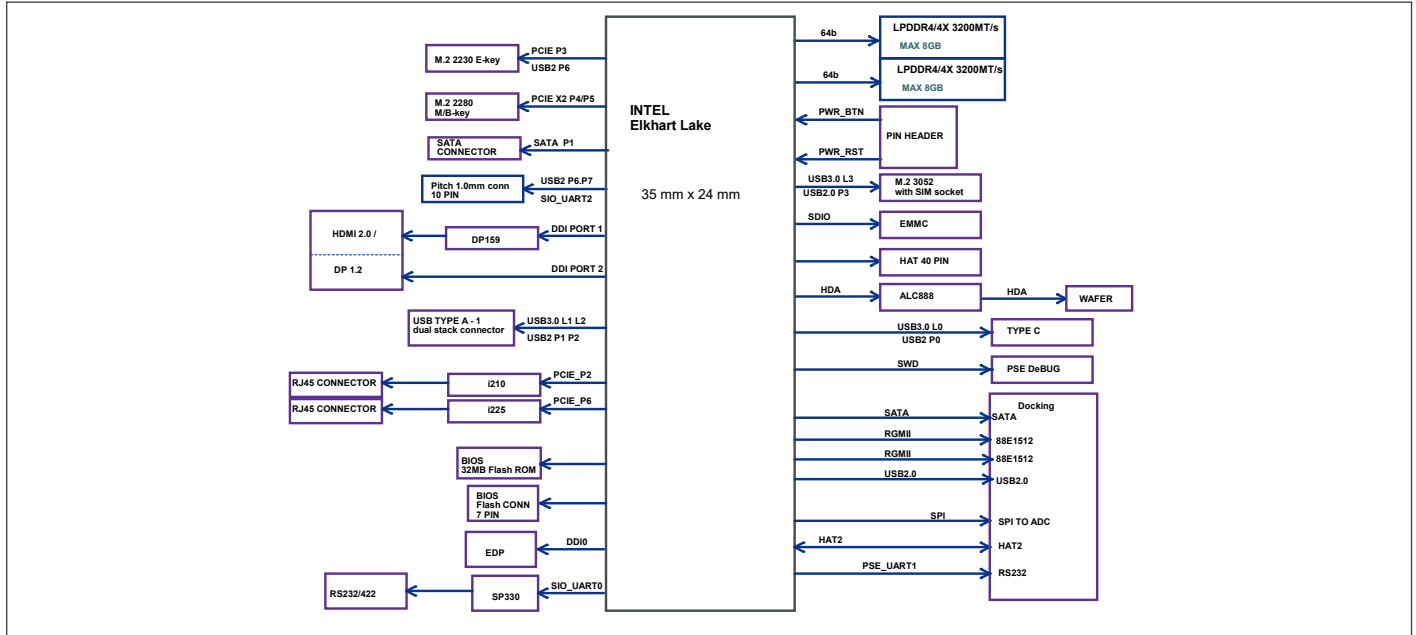 INTEL
Elkhart Lake
35 mm x 24 mm
M.2 2230 E-key
PCIE P3
USB2 P6
M.2 2280
M/B-key
PCIE X2 P4/P5
SATA
CONNECTOR
SATA P1
Pitch 1.0mm conn
10 PIN
USB2 P6.P7
SIO_UART2
HDMI 2.0 /
DP 1.2
DP159
DDI PORT 1
DDI PORT 2
USB TYPE A - 1
dual stack connector
USB3.0 L1 L2
USB2 P1 P2
RJ45 CONNECTOR
i210
PCIE_P2
RJ45 CONNECTOR
i225
PCIE_P6
BIOS
32MB Flash ROM
BIOS
Flash CONN
7 PIN
EDP
DDI0
RS232/422
SP330
SIO_UART0
64b
LPDDR4/4X 3200MT/s
MAX 8GB
64b
LPDDR4/4X 3200MT/s
MAX 8GB
PWR_BTN
PIN HEADER
PWR_RST
USB3.0 L3
USB2.0 P3
M.2 3052
with SIM socket
SDIO
EMMC
HAT 40 PIN
HDA
ALC888
HDA
WAFER
USB3.0 L0
USB2 P0
TYPE C
SWD
PSE DeBUG
Docking
SATA
SATA
RGMII
88E1512
RGMII
88E1512
USB2.0
USB2.0
SPI
SPI TO ADC
HAT2
HAT2
PSE_UART1
RS232